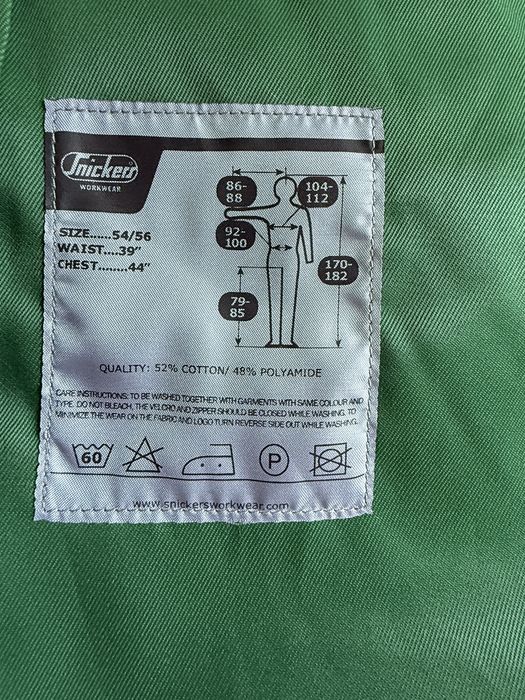 Snickers
WORKWEAR
SIZE......54/56
WAIST....39"
CHEST........44"
86-
88
104-
112
92-
100
170-
182
79-
85
QUALITY: 52% COTTON/ 48% POLYAMIDE
CARE INSTRUCTIONS: TO BE WASHED TOGETHER WITH GARMENTS WITH SAME COLOUR AND
TYPE. DO NOT BLEACH, THE VELCRO AND ZIPPER SHOULD BE CLOSED WHILE WASHING. TO
MINIMIZE THE WEAR ON THE FABRIC AND LOGO TURN REVERSE SIDE OUT WHILE WASHING.
60
P
www.snickersworkwear.com